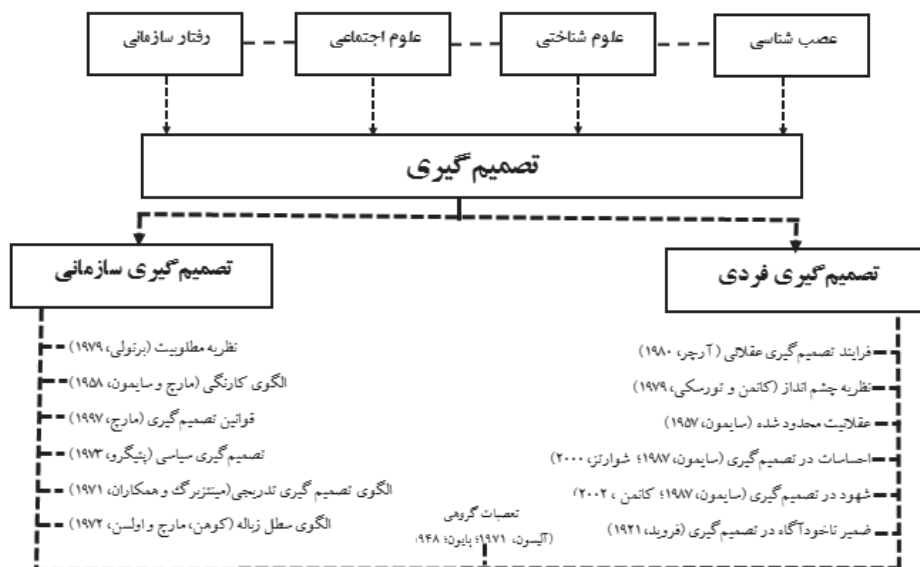 عصب شناسی
علوم شناختی
علوم اجتماعی
رفتار سازمانی
تصمیم گیری
تصمیم گیری فردی
تصمیم گیری سازمانی
فرایند تصمیم گیری عقلائی (آرچر، ۱۹۸۰)
نظریه چشم انداز (کانمن و تورسکی، ۱۹۷۹)
عقلانیت محدود شده (سایمون، ۱۹۵۷)
احساسات در تصمیم گیری (سایمون، ۱۹۸۷؛ شوارتز، ۲۰۰۰)
شهود در تصمیم گیری (سایمون، ۱۹۸۷؛ کانمن ، ۲۰۰۲)
ضمیر ناخودآگاه در تصمیم گیری (فروید، ۱۹۲۱)
نظریه مطلوبیت (برنولی، ۱۹۷۹)
الگوی کارنگی (مارچ و سایمون، ۱۹۵۸)
قوانین تصمیم گیری (مارچ، ۱۹۹۷)
تصمیم گیری سیاسی (پتیگرو، ۱۹۷۳)
الگوی تصمیم گیری تدریجی(مینتزبرگ و همکاران، ۱۹۷۱)
الگوی سطل زباله (کوهن، مارچ و اولسن، ۱۹۷۲)
تعصبات گروهی
(آلیسون، ۱۹۷۱؛ بایون؛ ۹۴۸